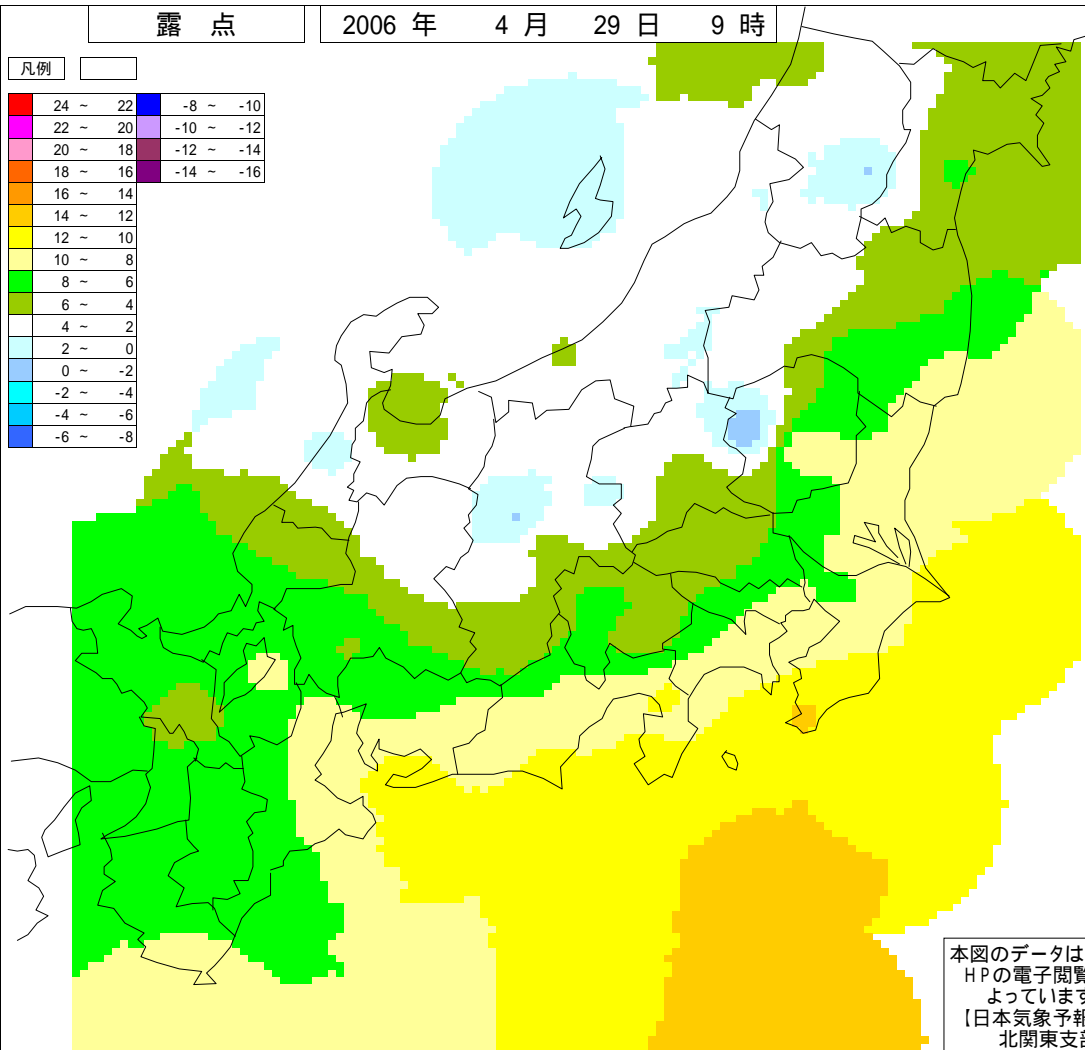 露 点
2006 年 4 月 29 日 9 時
凡例
24 ~ 22
22 ~ 20
20 ~ 18
18 ~ 16
16 ~ 14
14 ~ 12
12 ~ 10
10 ~ 8
8 ~ 6
6 ~ 4
4 ~ 2
2 ~ 0
0 ~ -2
-2 ~ -4
-4 ~ -6
-6 ~ -8
-8 ~ -10
-10 ~ -12
-12 ~ -14
-14 ~ -16
本図のデータは
HPの電子閲覧
よっています
【日本気象予報
北関東支部